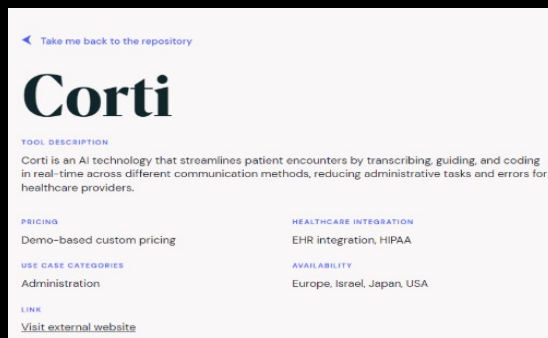 Take me back to the repository
Corti
TOOL DESCRIPTION
Corti is an AI technology that streamlines patient encounters by transcribing, guiding, and coding
in real-time across different communication methods, reducing administrative tasks and errors for
healthcare providers.
PRICING
Demo-based custom pricing
HEALTHCARE INTEGRATION
EHR integration, HIPAA
USE CASE CATEGORIES
Administration
AVAILABILITY
Europe, Israel, Japan, USA
LINK
Visit external website